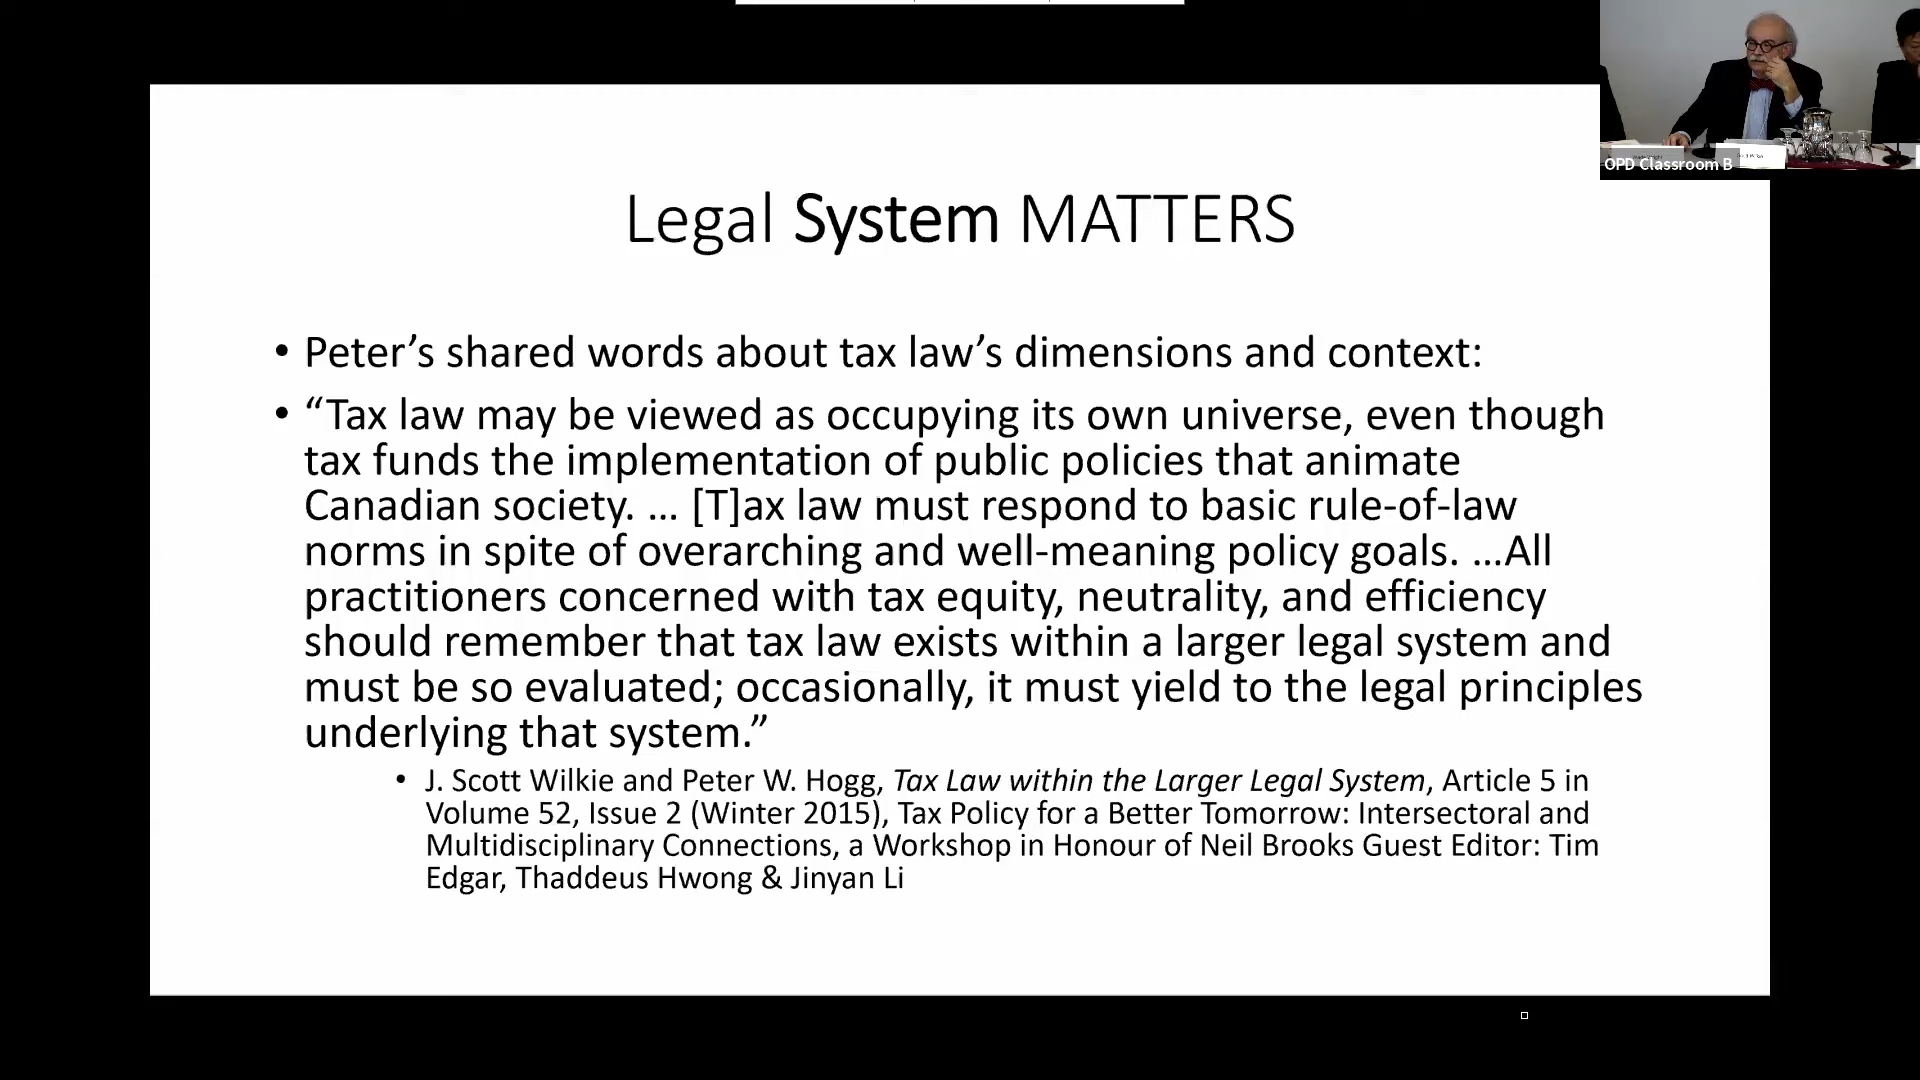 OPD Classroom B
Legal System MATTERS
• Peter’s shared words about tax law’s dimensions and context:
• “Tax law may be viewed as occupying its own universe, even though
tax funds the implementation of public policies that animate
Canadian society. … [T]ax law must respond to basic rule-of-law
norms in spite of overarching and well-meaning policy goals. …All
practitioners concerned with tax equity, neutrality, and efficiency
should remember that tax law exists within a larger legal system and
must be so evaluated; occasionally, it must yield to the legal principles
underlying that system.”
• J. Scott Wilkie and Peter W. Hogg, Tax Law within the Larger Legal System, Article 5 in
Volume 52, Issue 2 (Winter 2015), Tax Policy for a Better Tomorrow: Intersectoral and
Multidisciplinary Connections, a Workshop in Honour of Neil Brooks Guest Editor: Tim
Edgar, Thaddeus Hwong & Jinyan Li